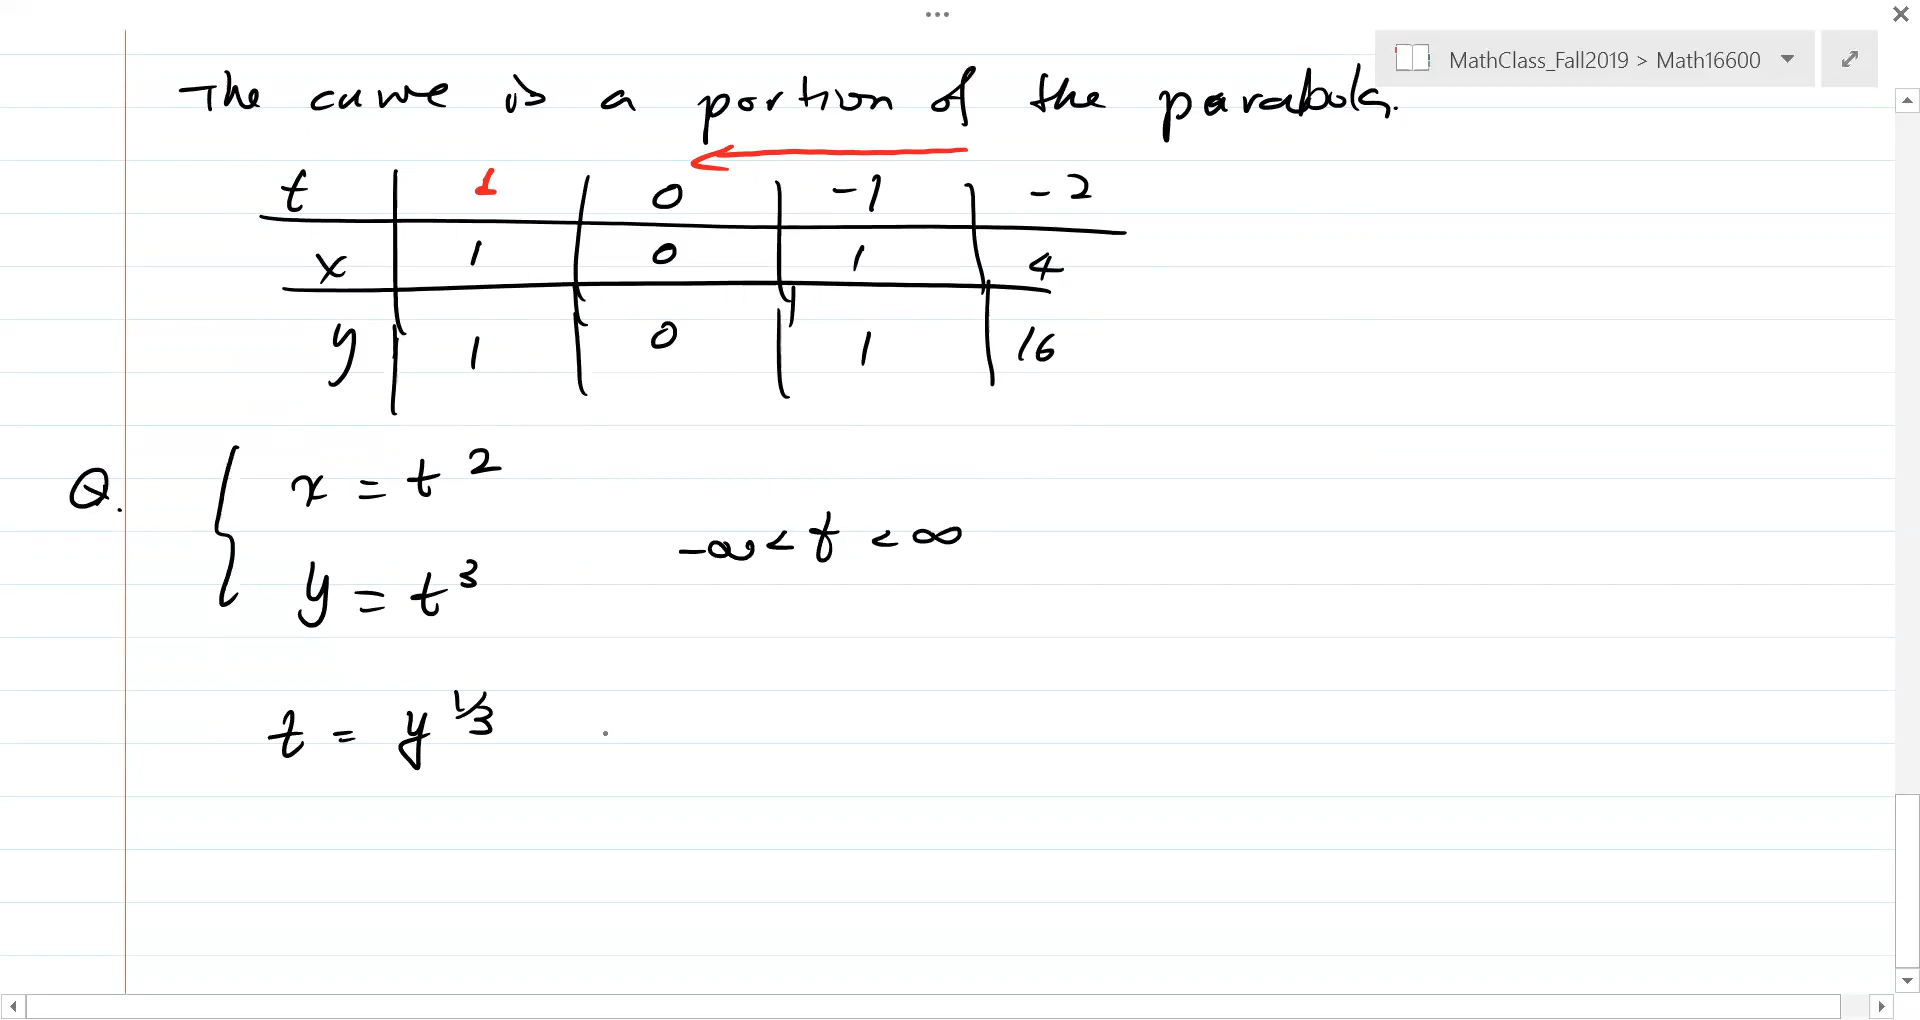 MathClass_Fall2019 > Math16600
The curve is a portion of the parabola.
t 1 0 -1 -2
x 1 0 1 4
y 1 0 1 16
Q. x = t²
-∞ < t < ∞
y = t³
t = y^1/3